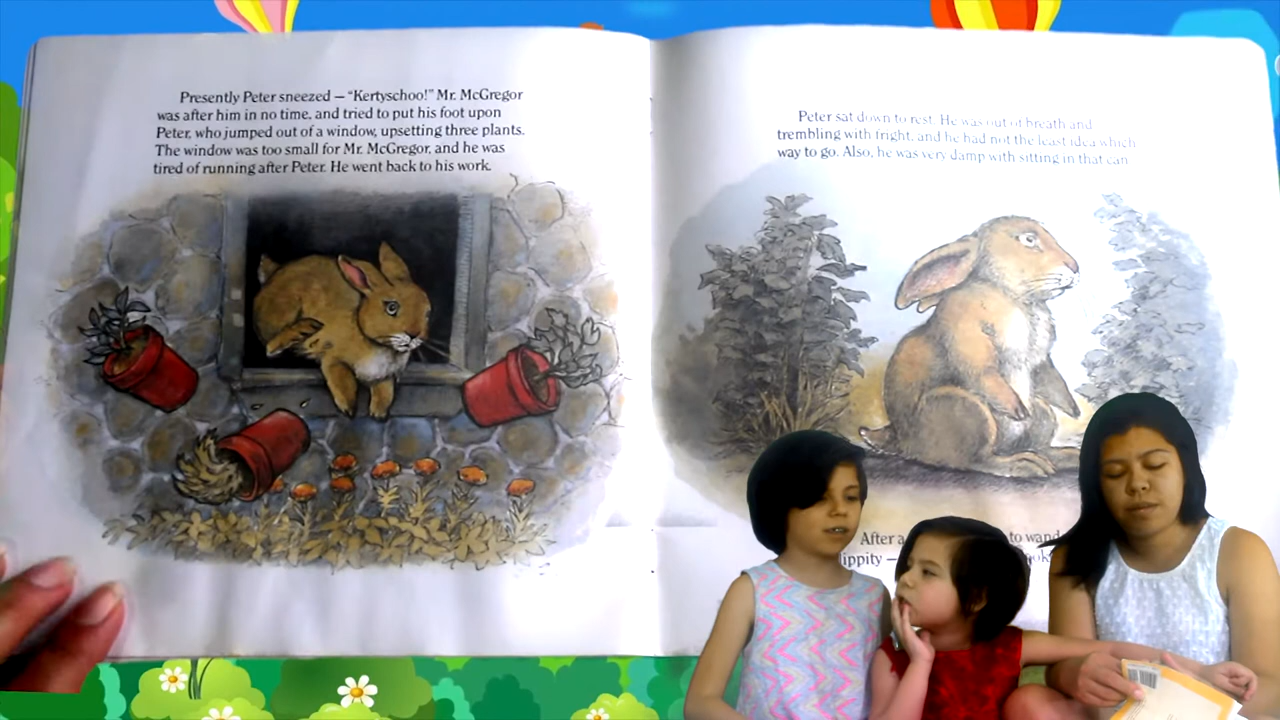 Presently Peter sneezed – "Kertyschoo!" Mr. McGregor
was after him in no time, and tried to put his foot upon
Peter, who jumped out of a window, upsetting three plants.
The window was too small for Mr. McGregor, and he was
tired of running after Peter. He went back to his work.
Peter sat down to rest. He was out of breath and
trembling with fright, and he had not the least idea which
way to go. Also, he was very damp with sitting in that can
After a to
lippity –